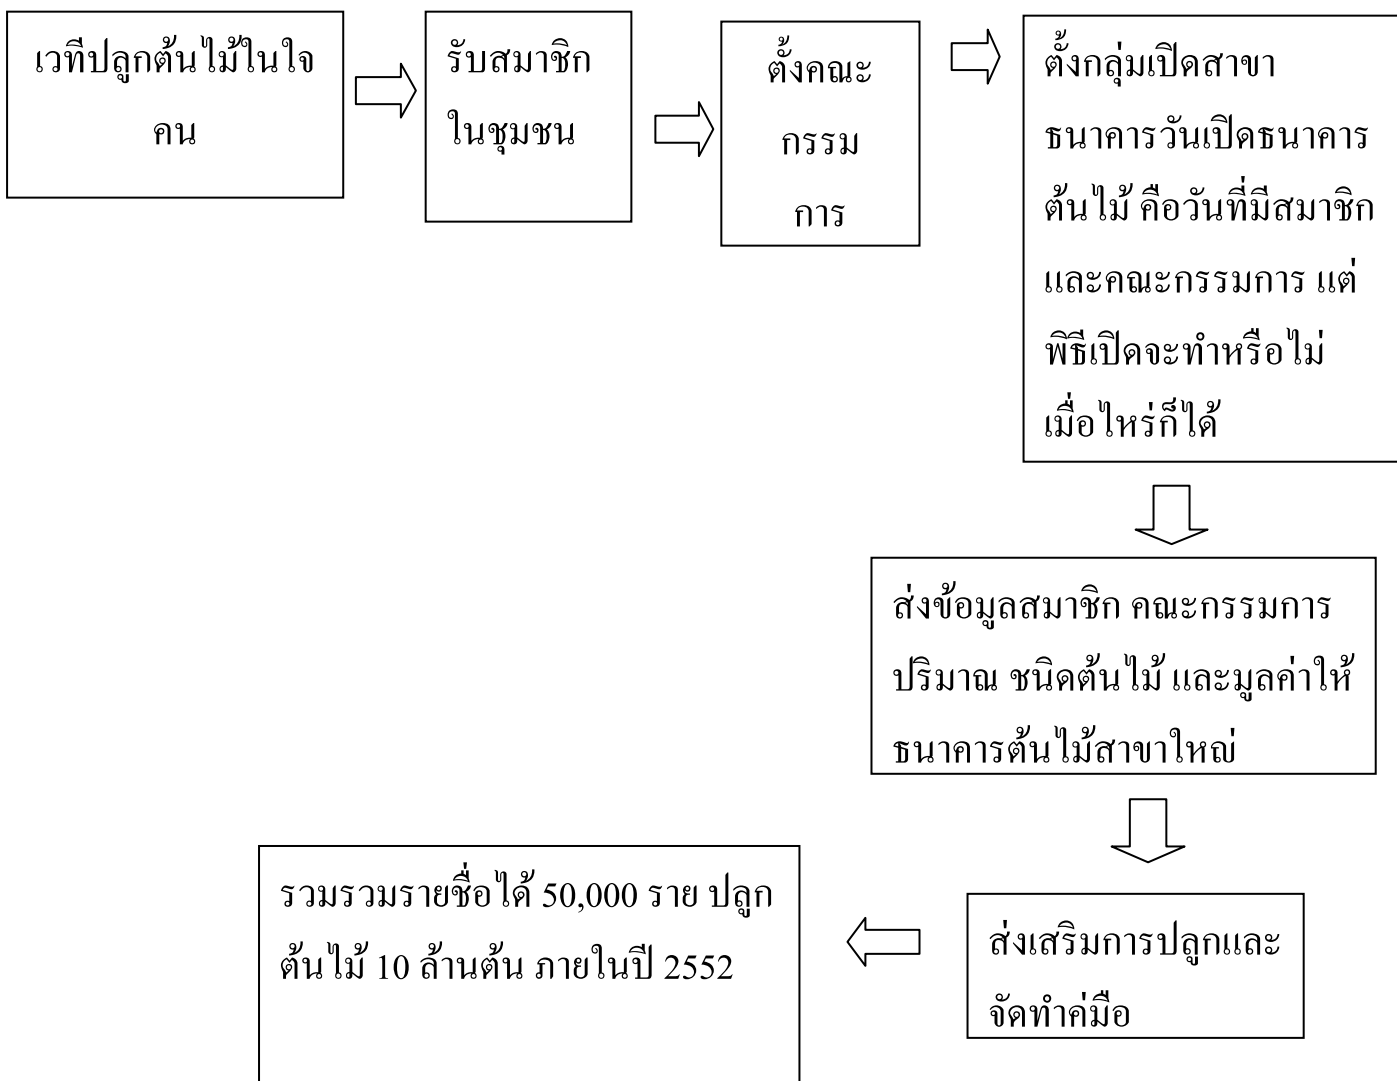 เวทีปลูกต้นไม้ในใจ
คน
รับสมาชิก
ในชุมชน
ตั้งคณะ
กรรม
การ
ตั้งกลุ่มเปิดสาขา
ธนาคารวันเปิดธนาคาร
ต้นไม้ คือวันที่มีสมาชิก
และคณะกรรมการ แต่
พิธีเปิดจะทำหรือไม่
เมื่อไหร่ก็ได้
ส่งข้อมูลสมาชิก คณะกรรมการ
ปริมาณ ชนิดต้นไม้ และมูลค่าให้
ธนาคารต้นไม้สาขาใหญ่
ส่งเสริมการปลูกและ
จัดทำค่มือ
รวมรวมรายชื่อได้ 50,000 ราย ปลูก
ต้นไม้ 10 ล้านต้น ภายในปี 2552